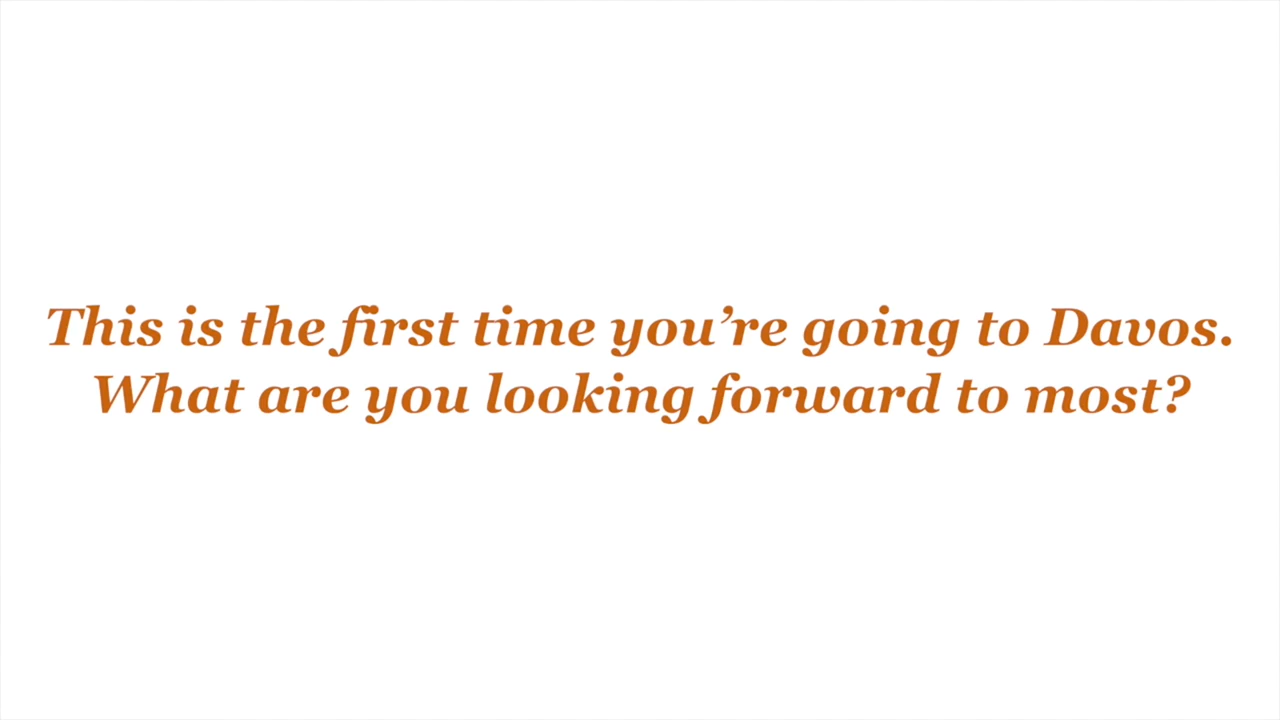 This is the first time you’re going to Davos.
What are you looking forward to most?